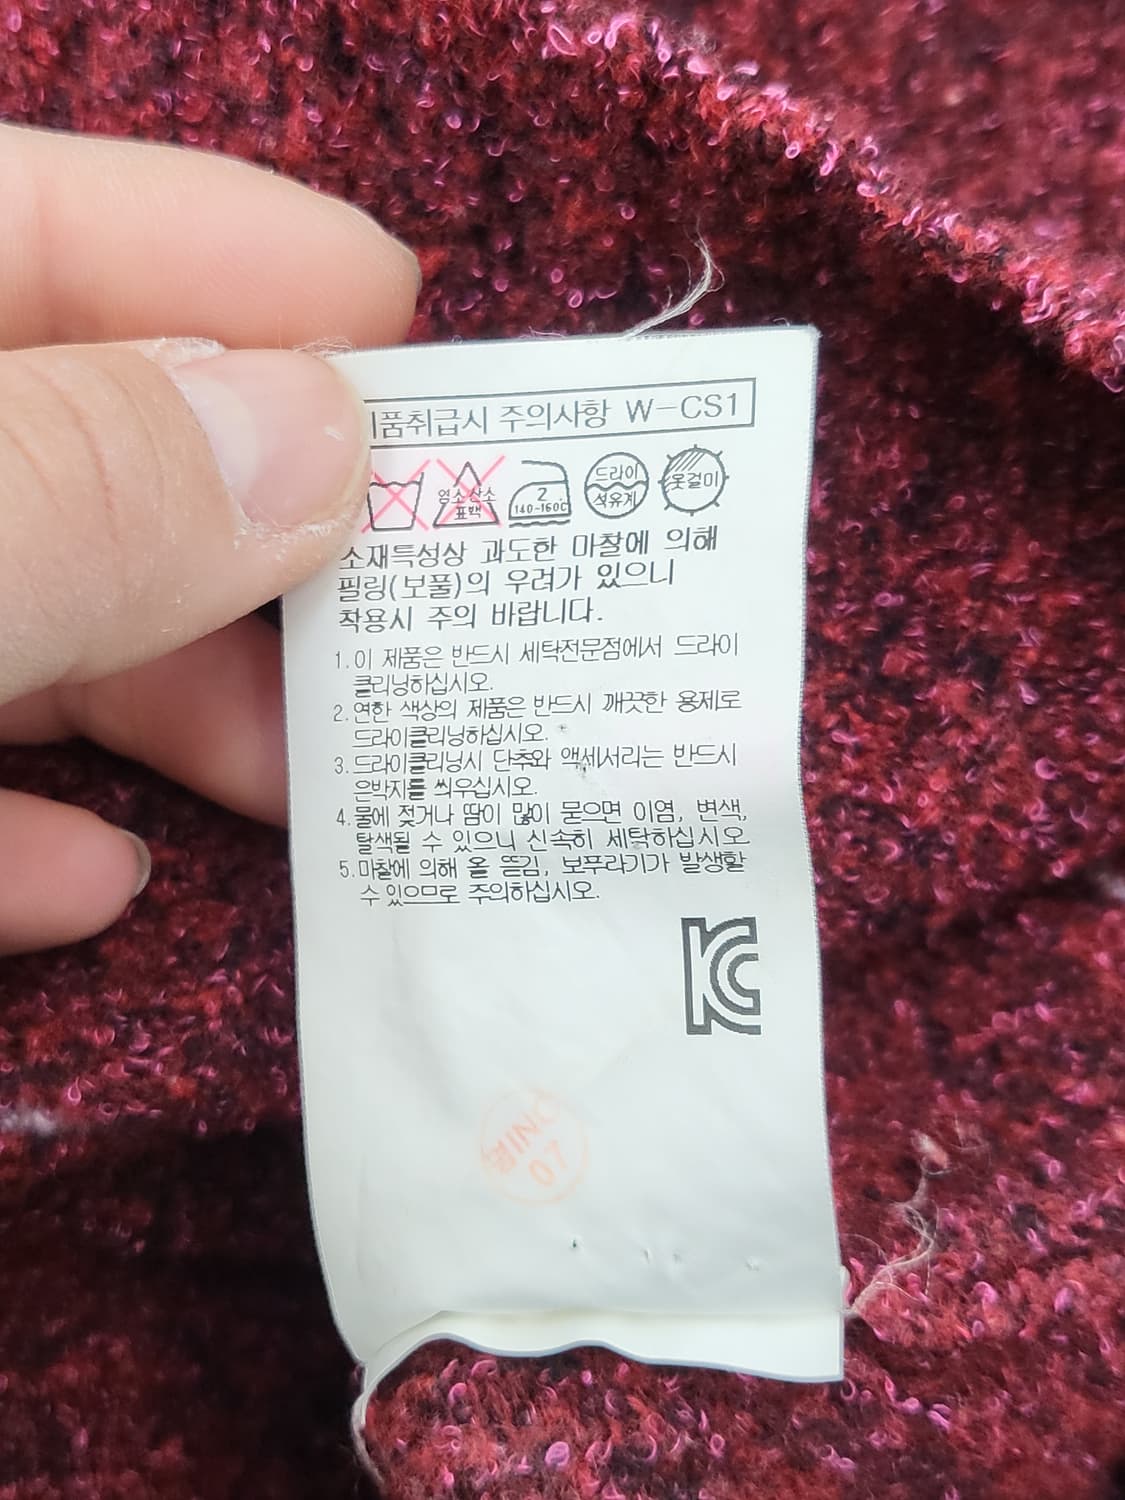 품취급시 주의사항 W-CS1
염소산소
표백
2
140-160C
드라이
석유계
옷걸이
소재특성상 과도한 마찰에 의해
필링(보풀)의 우려가 있으니
착용시 주의 바랍니다.
1.이 제품은 반드시 세탁전문점에서 드라이
클리닝하십시오.
2.연한 색상의 제품은 반드시 깨끗한 용제로
드라이클리닝하십시오.
3.드라이클리닝시 단추와 액세서리는 반드시
은박지를 씌우십시오.
4.물에 젖거나 땀이 많이 묻으면 이염, 변색,
탈색될 수 있으니 신속히 세탁하십시오
5.마찰에 의해 올 뜯김, 보푸라기가 발생할
수 있으므로 주의하십시오.
KC
07